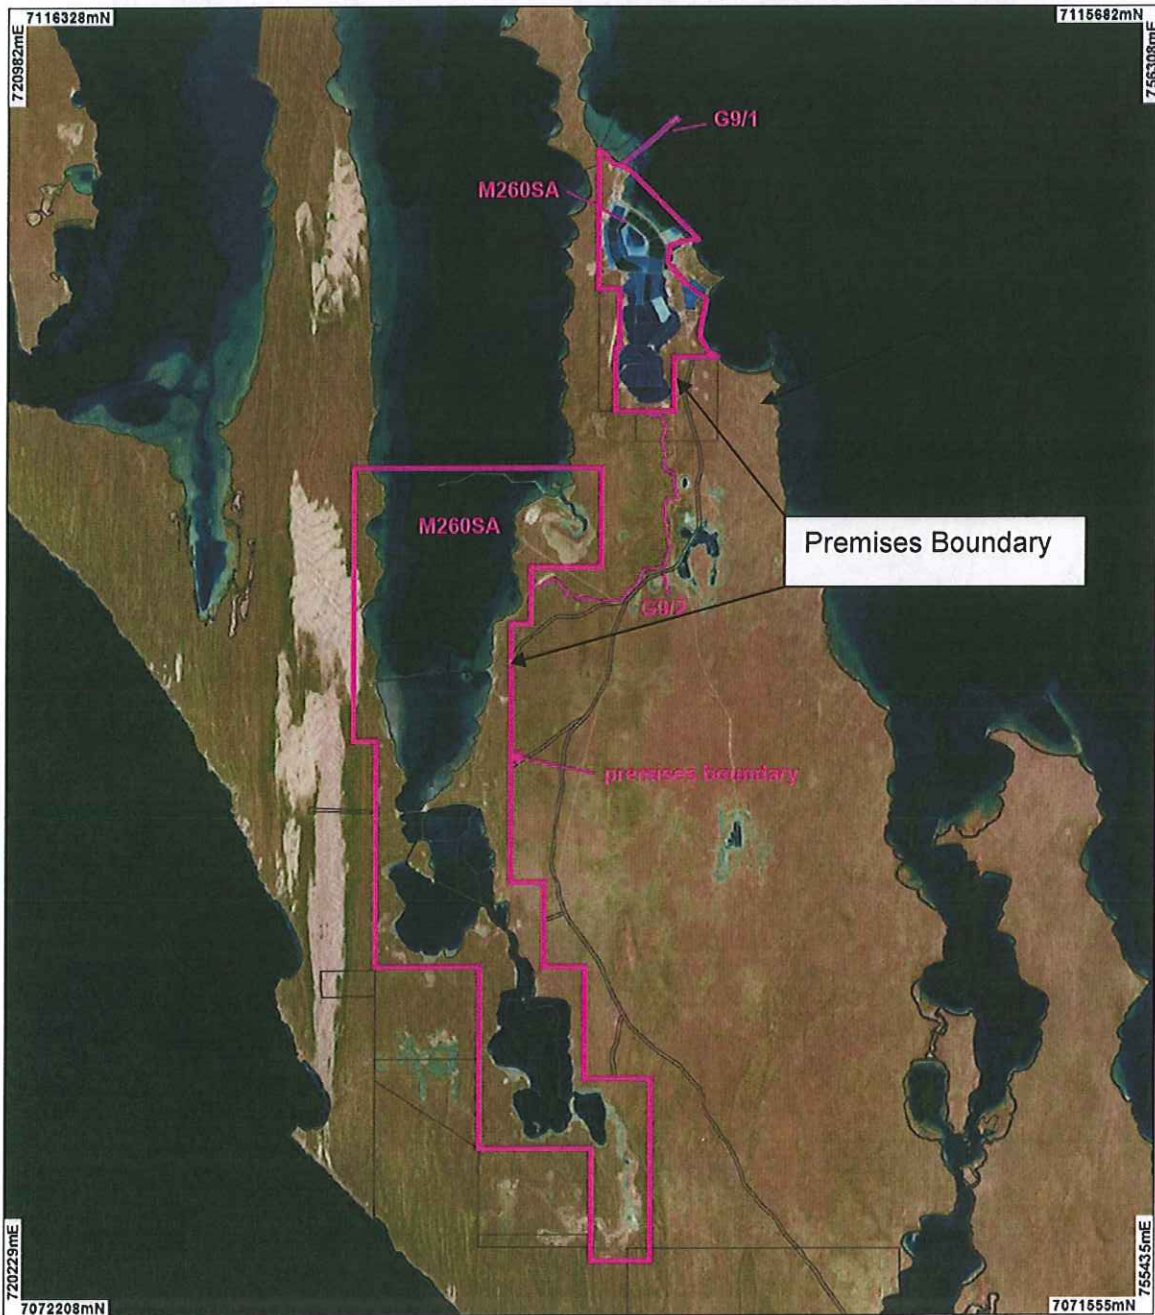 7116328mN
7115682mN
720982mE
756308mE
G9/1
M260SA
M260SA
Premises Boundary
G9/2
premises boundary
720229mE
755435mE
7072208mN
7071555mN